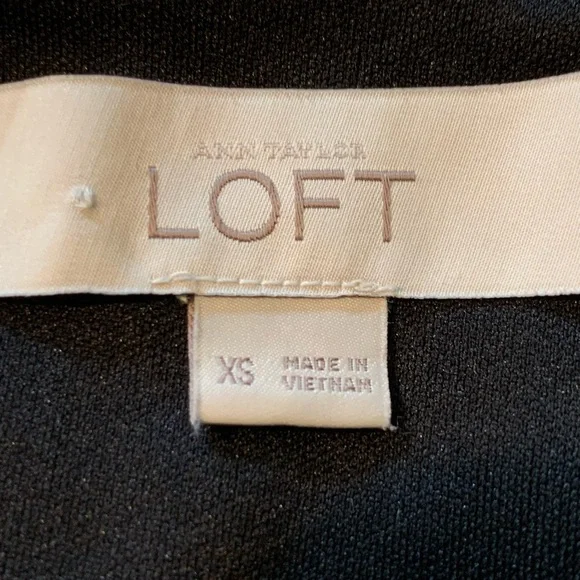 ANN TAYLOR
LOFT
XS
MADE IN
VIETNAM